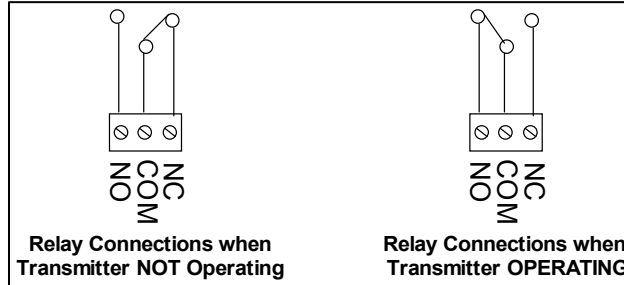 NO COM NC
NO COM NC
Relay Connections when
Transmitter NOT Operating
Relay Connections when
Transmitter OPERATING